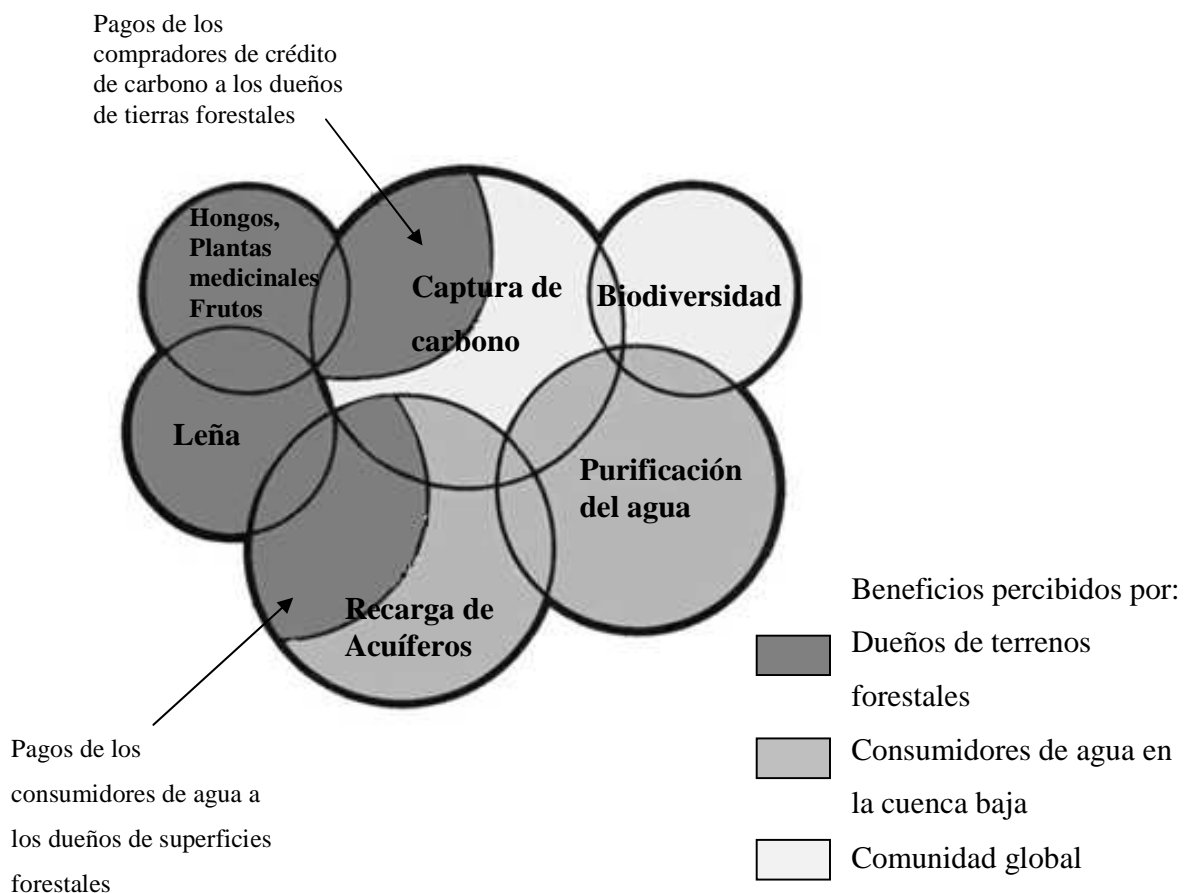 Pagos de los
compradores de crédito
de carbono a los dueños
de tierras forestales
Hongos,
Plantas
medicinales
Frutos
Captura de
carbono
Biodiversidad
Leña
Purificación
del agua
Recarga de
Acuíferos
Pagos de los
consumidores de agua a
los dueños de superficies
forestales
Beneficios percibidos por:
Dueños de terrenos
forestales
Consumidores de agua en
la cuenca baja
Comunidad global